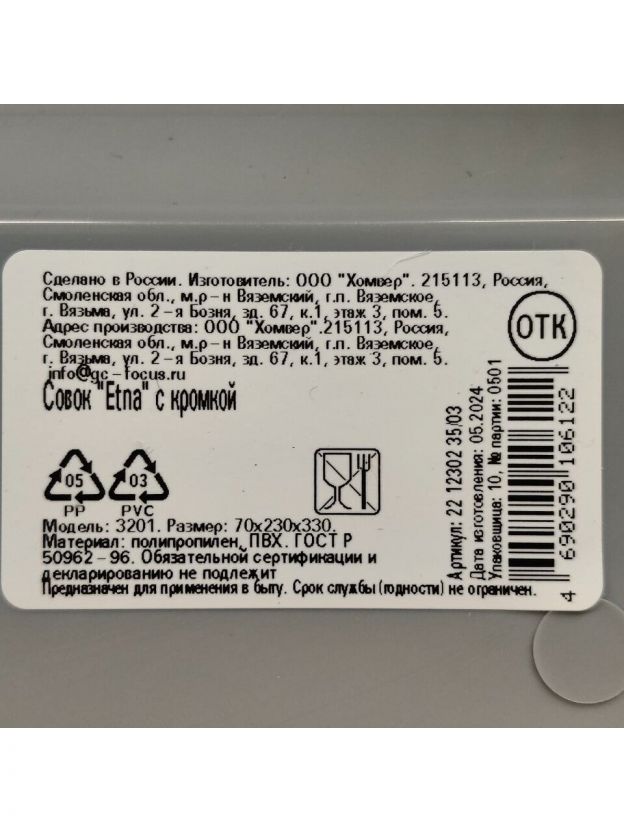 Сделано в России. Изготовитель: ООО "Хомвер". 215113, Россия,
Смоленская обл., м.р-н Вяземский, г.п. Вяземское,
г. Вязьма, ул. 2-я Бозня, зд. 67, к.1, этаж 3, пом. 5.
Адрес производства: ООО "Хомвер".215113, Россия,
Смоленская обл., м.р-н Вяземский, г.п. Вяземское,
г. Вязьма, ул. 2-я Бозня, зд. 67, к.1, этаж 3, пом. 5.
info@gc-focus.ru
Совок "Etna" с кромкой
ОТК
05
PP
03
PVC
Модель: 3201. Размер: 70х230х330.
Материал: полипропилен, ПВХ. ГОСТ Р
50962-96. Обязательной сертификации и
декларированию не подлежит
Предназначен для применения в быту. Срок службы (годности) не ограничен.
Артикул: 22 12302 35/03
Дата изготовления: 05.2024
Упаковщица: 10, № партии: 0501
4 690290 106122